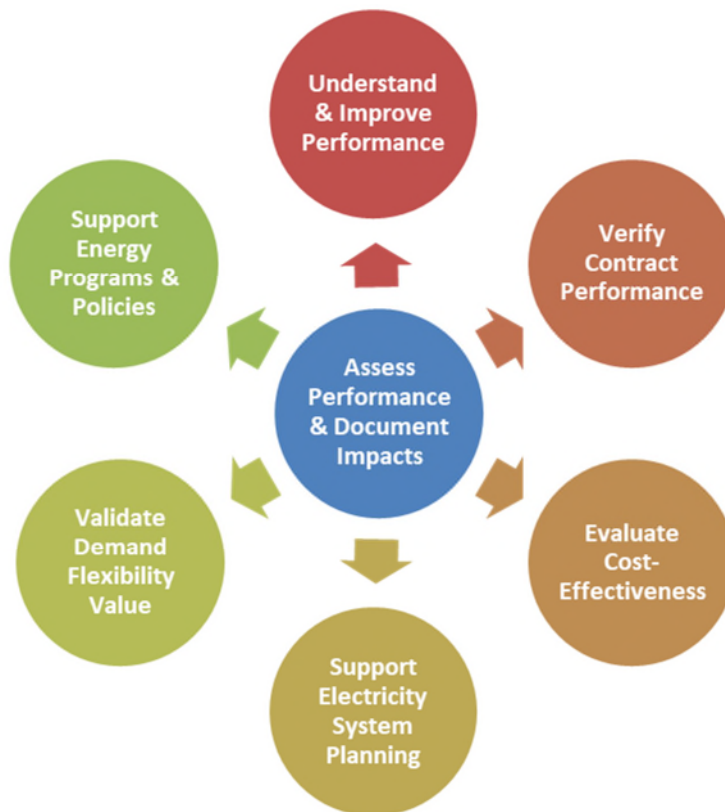 Understand
& Improve
Performance
Support
Energy
Programs &
Policies
Verify
Contract
Performance
Assess
Performance
& Document
Impacts
Validate
Demand
Flexibility
Value
Evaluate
Cost-
Effectiveness
Support
Electricity
System
Planning